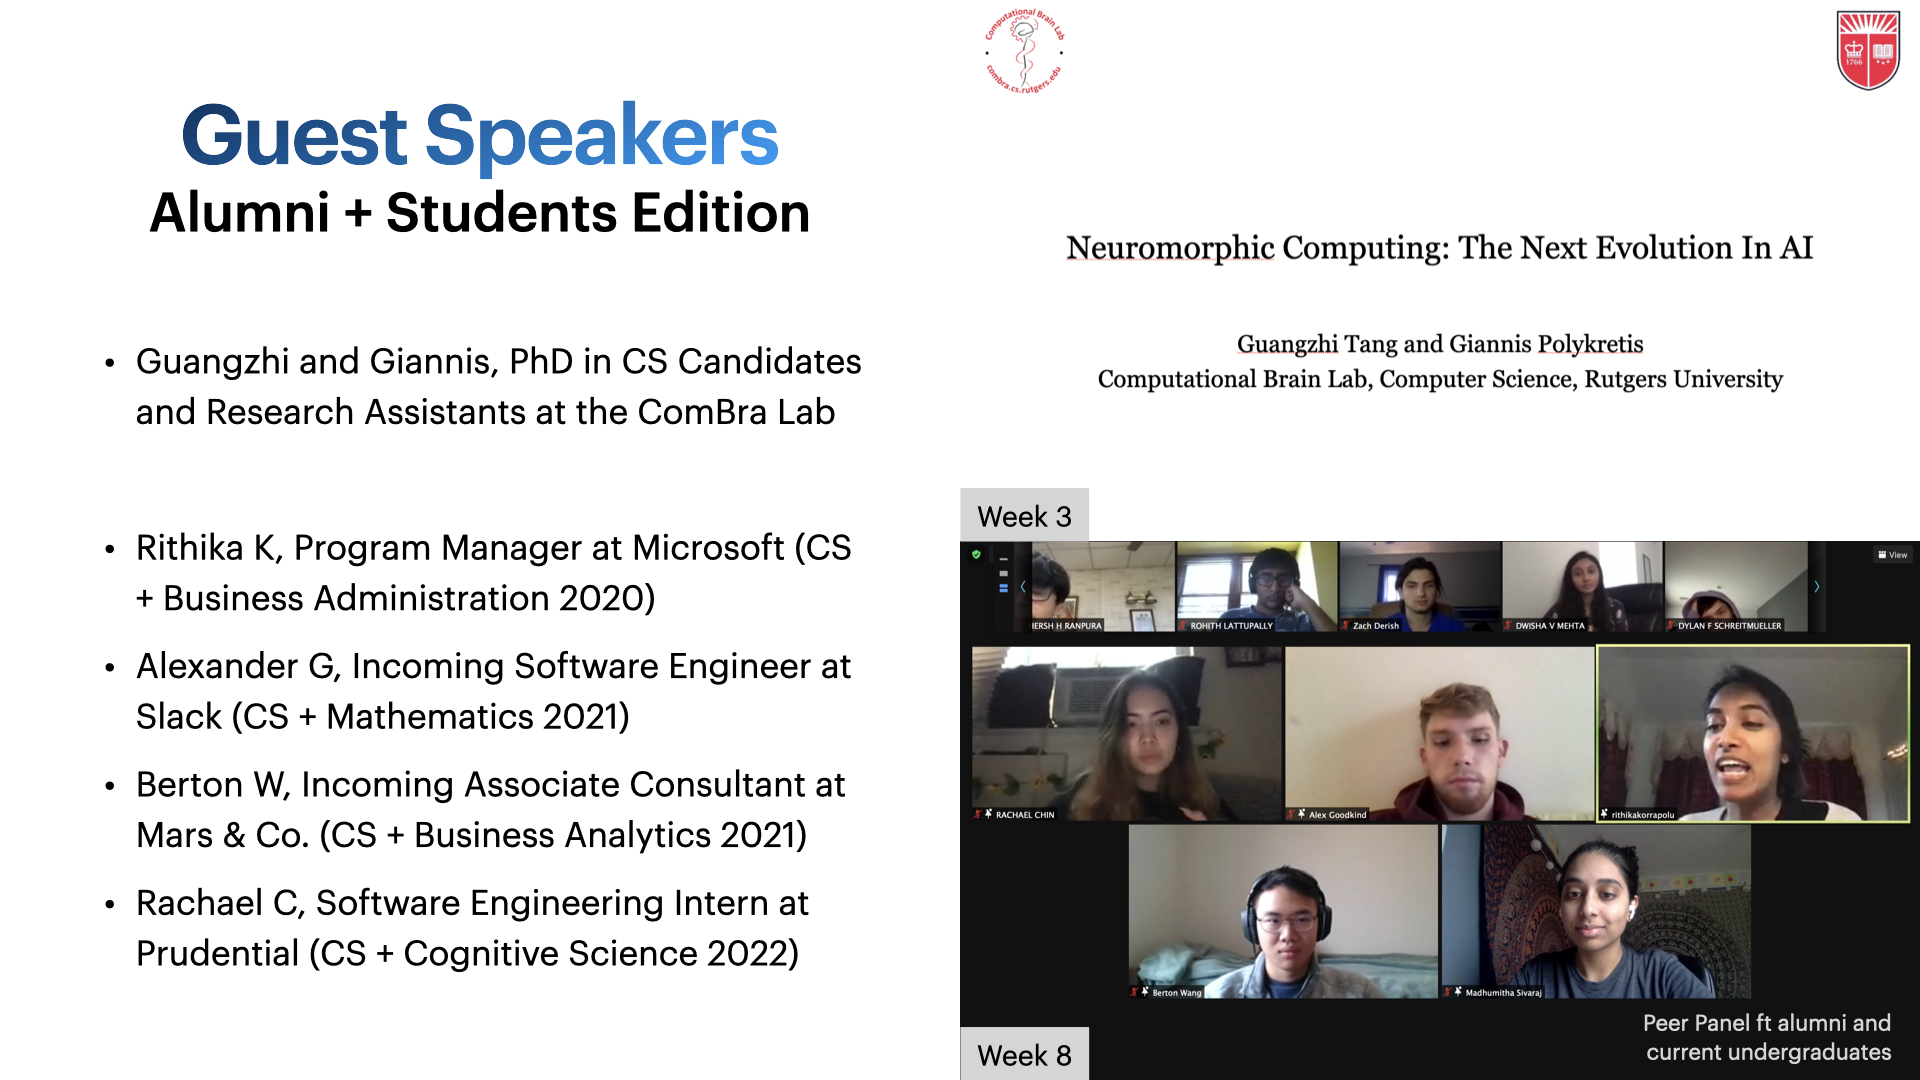 Guest Speakers
Alumni + Students Edition
• Guangzhi and Giannis, PhD in CS Candidates
and Research Assistants at the ComBra Lab
• Rithika K, Program Manager at Microsoft (CS
+ Business Administration 2020)
• Alexander G, Incoming Software Engineer at
Slack (CS + Mathematics 2021)
• Berton W, Incoming Associate Consultant at
Mars & Co. (CS + Business Analytics 2021)
• Rachael C, Software Engineering Intern at
Prudential (CS + Cognitive Science 2022)
Computational Brain Lab
combra.cs.rutgers.edu
1766
Neuromorphic Computing: The Next Evolution In AI
Guangzhi Tang and Giannis Polykretis
Computational Brain Lab, Computer Science, Rutgers University
Week 3
View
IERSH H RANPURA
ROHITH LATTUPALLY
Zach Derish
DWISHA V MEHTA
DYLAN F SCHREITMUELLER
RACHAEL CHIN
Alex Goodkind
rithikakorrapolu
Berton Wang
Madhumitha Sivaraj
Peer Panel ft alumni and
current undergraduates
Week 8